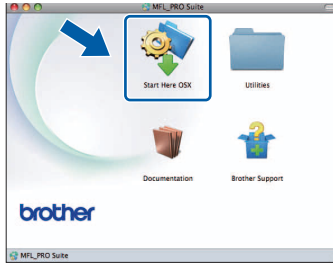 MFL_PRO Suite
Start Here OSX
Utilities
Documentation
Brother Support
brother
MFL_PRO Suite